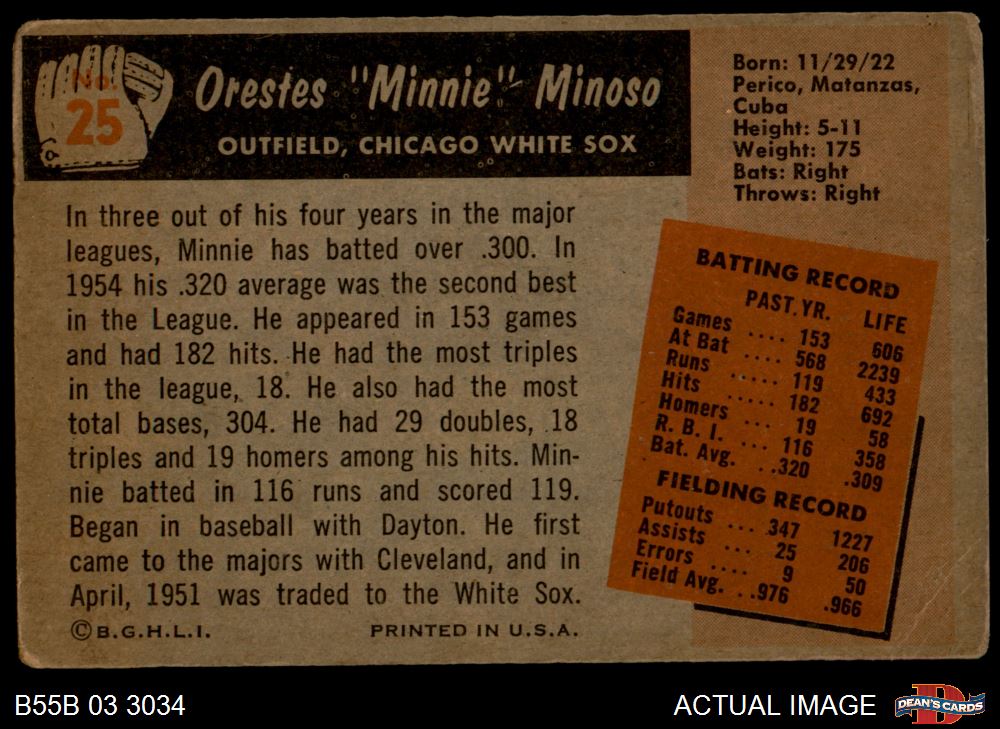 No.
25
Orestes "Minnie" Minoso
OUTFIELD, CHICAGO WHITE SOX
Born: 11/29/22
Perico, Matanzas,
Cuba
Height: 5-11
Weight: 175
Bats: Right
Throws: Right
In three out of his four years in the major
leagues, Minnie has batted over .300. In
1954 his .320 average was the second best
in the League. He appeared in 153 games
and had 182 hits. He had the most triples
in the league, 18. He also had the most
total bases, 304. He had 29 doubles, 18
triples and 19 homers among his hits. Min-
nie batted in 116 runs and scored 119.
Began in baseball with Dayton. He first
came to the majors with Cleveland, and in
April, 1951 was traded to the White Sox.
©B.G.H.L.I. PRINTED IN U.S.A.
BATTING RECORD
PAST.YR. LIFE
Games .... 153 606
At Bat .... 568 2239
Runs ..... 119 433
Hits ..... 182 692
Homers ... 19 58
R. B. I. ... 116 358
Bat. Avg. ..320 .309
FIELDING RECORD
Putouts ... 347 1227
Assists ... 25 206
Errors .... 9 50
Field Avg. ..976 .966
B55B 03 3034 ACTUAL IMAGE
D
DEAN'S CARDS